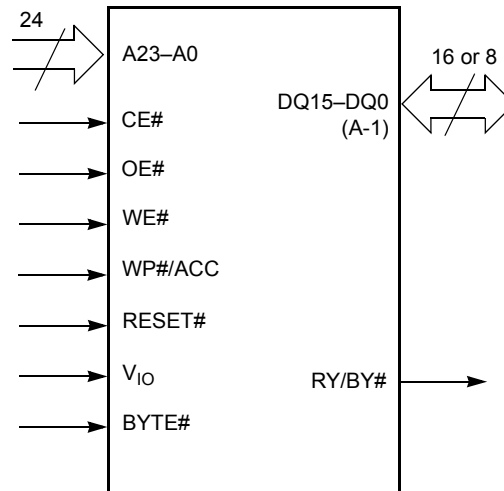 24
A23–A0
16 or 8
DQ15–DQ0
(A-1)
CE#
OE#
WE#
WP#/ACC
RESET#
VIO
RY/BY#
BYTE#